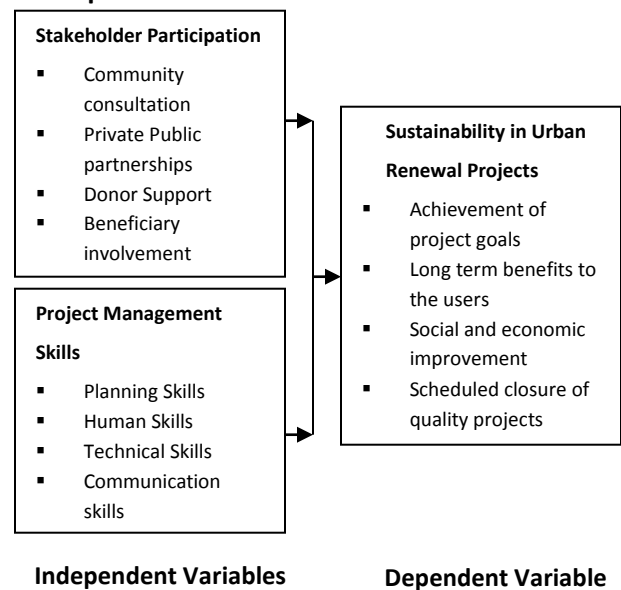 Stakeholder Participation
▪ Community
consultation
▪ Private Public
partnerships
▪ Donor Support
▪ Beneficiary
involvement
Project Management
Skills
▪ Planning Skills
▪ Human Skills
▪ Technical Skills
▪ Communication
skills
Independent Variables
Sustainability in Urban
Renewal Projects
▪ Achievement of
project goals
▪ Long term benefits to
the users
▪ Social and economic
improvement
▪ Scheduled closure of
quality projects
Dependent Variable